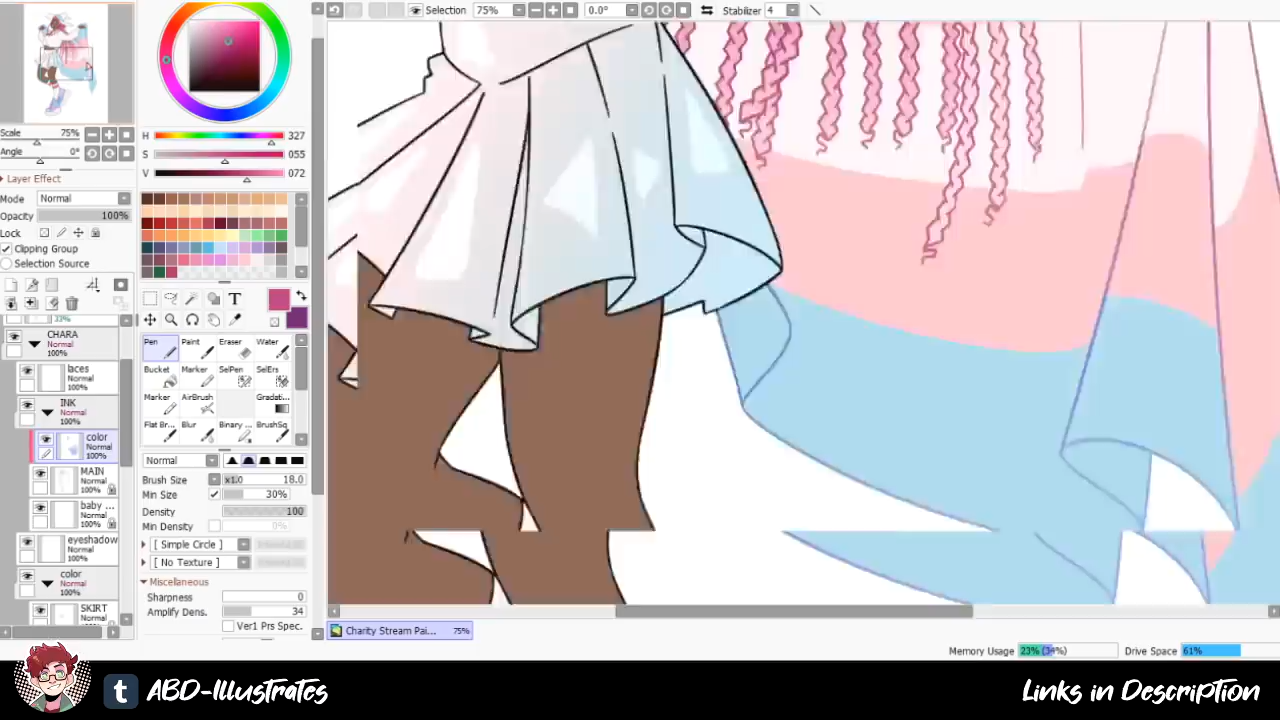 Selection 75% 0.0° Stabilizer 4
Scale 75%
Angle 0°
Layer Effect
Mode Normal
Opacity 100%
Lock
Clipping Group
Selection Source
33%
CHARA
Normal
100%
laces
Normal
100%
INK
Normal
100%
color
Normal
100%
MAIN
Normal
100%
baby ...
Normal
100%
eyeshadow
Normal
100%
color
Normal
100%
SKIRT
Normal
100%
H 327
S 055
V 072
T
Pen Paint Eraser Water
Bucket Marker SelPen SelErs
Marker AirBrush Gradati...
Flat Br... Blur Binary ... BrushSq
Normal
Brush Size x1.0 18.0
Min Size 30%
Density 100
Min Density 0%
[ Simple Circle ]
[ No Texture ]
Miscellaneous
Sharpness 0
Amplify Dens. 34
Ver1 Prs Spec.
Charity Stream Pai... 75%
Memory Usage 23% (34%) Drive Space 61%
t ABD-Illustrates
Links in Description